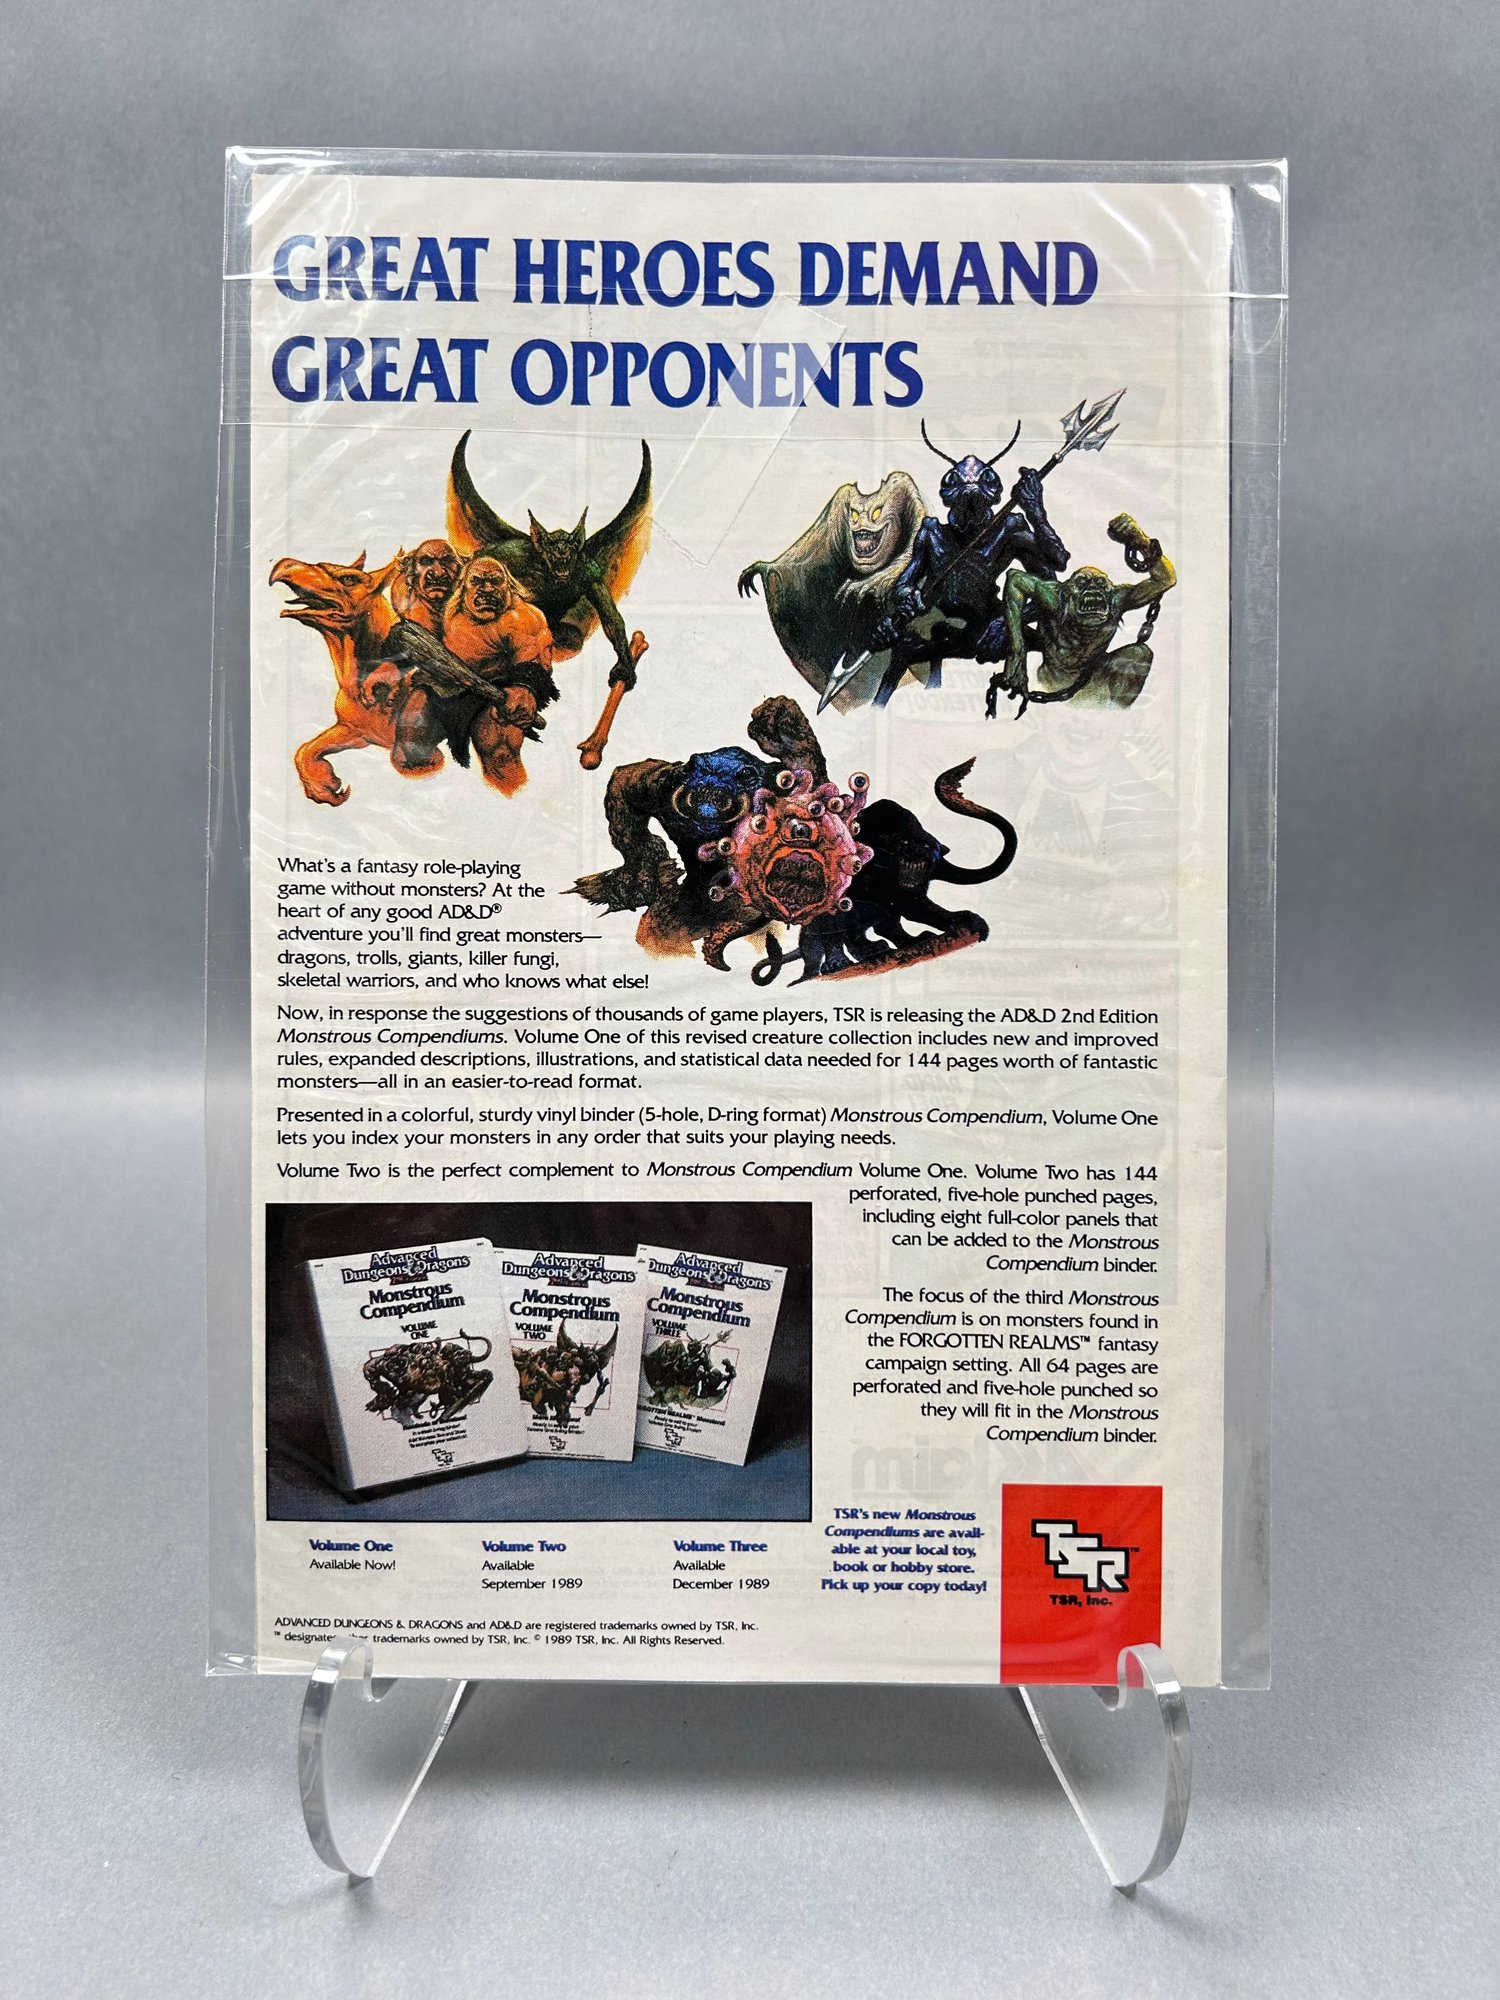 GREAT HEROES DEMAND
GREAT OPPONENTS
What's a fantasy role-playing
game without monsters? At the
heart of any good AD&D®
adventure you'll find great monsters—
dragons, trolls, giants, killer fungi,
skeletal warriors, and who knows what else!
Now, in response the suggestions of thousands of game players, TSR is releasing the AD&D 2nd Edition
Monstrous Compendiums. Volume One of this revised creature collection includes new and improved
rules, expanded descriptions, illustrations, and statistical data needed for 144 pages worth of fantastic
monsters—all in an easier-to-read format.
Presented in a colorful, sturdy vinyl binder (5-hole, D-ring format) Monstrous Compendium, Volume One
lets you index your monsters in any order that suits your playing needs.
Volume Two is the perfect complement to Monstrous Compendium Volume One. Volume Two has 144
perforated, five-hole punched pages,
including eight full-color panels that
can be added to the Monstrous
Compendium binder.
The focus of the third Monstrous
Compendium is on monsters found in
the FORGOTTEN REALMS™ fantasy
campaign setting. All 64 pages are
perforated and five-hole punched so
they will fit in the Monstrous
Compendium binder.
Advanced
Dungeons & Dragons
Monstrous
Compendium
VOLUME
ONE
TSR
Advanced
Dungeons & Dragons
Monstrous
Compendium
VOLUME
TWO
Advanced
Dungeons & Dragons
Monstrous
Compendium
VOLUME
THREE
FORGOTTEN REALMS™
Volume One
Available Now!
Volume Two
Available
September 1989
Volume Three
Available
December 1989
TSR's new Monstrous
Compendiums are avail-
able at your local toy,
book or hobby store.
Pick up your copy today!
TSR™
TSR, Inc.
ADVANCED DUNGEONS & DRAGONS and AD&D are registered trademarks owned by TSR, Inc.
™ designates other trademarks owned by TSR, Inc. © 1989 TSR, Inc. All Rights Reserved.